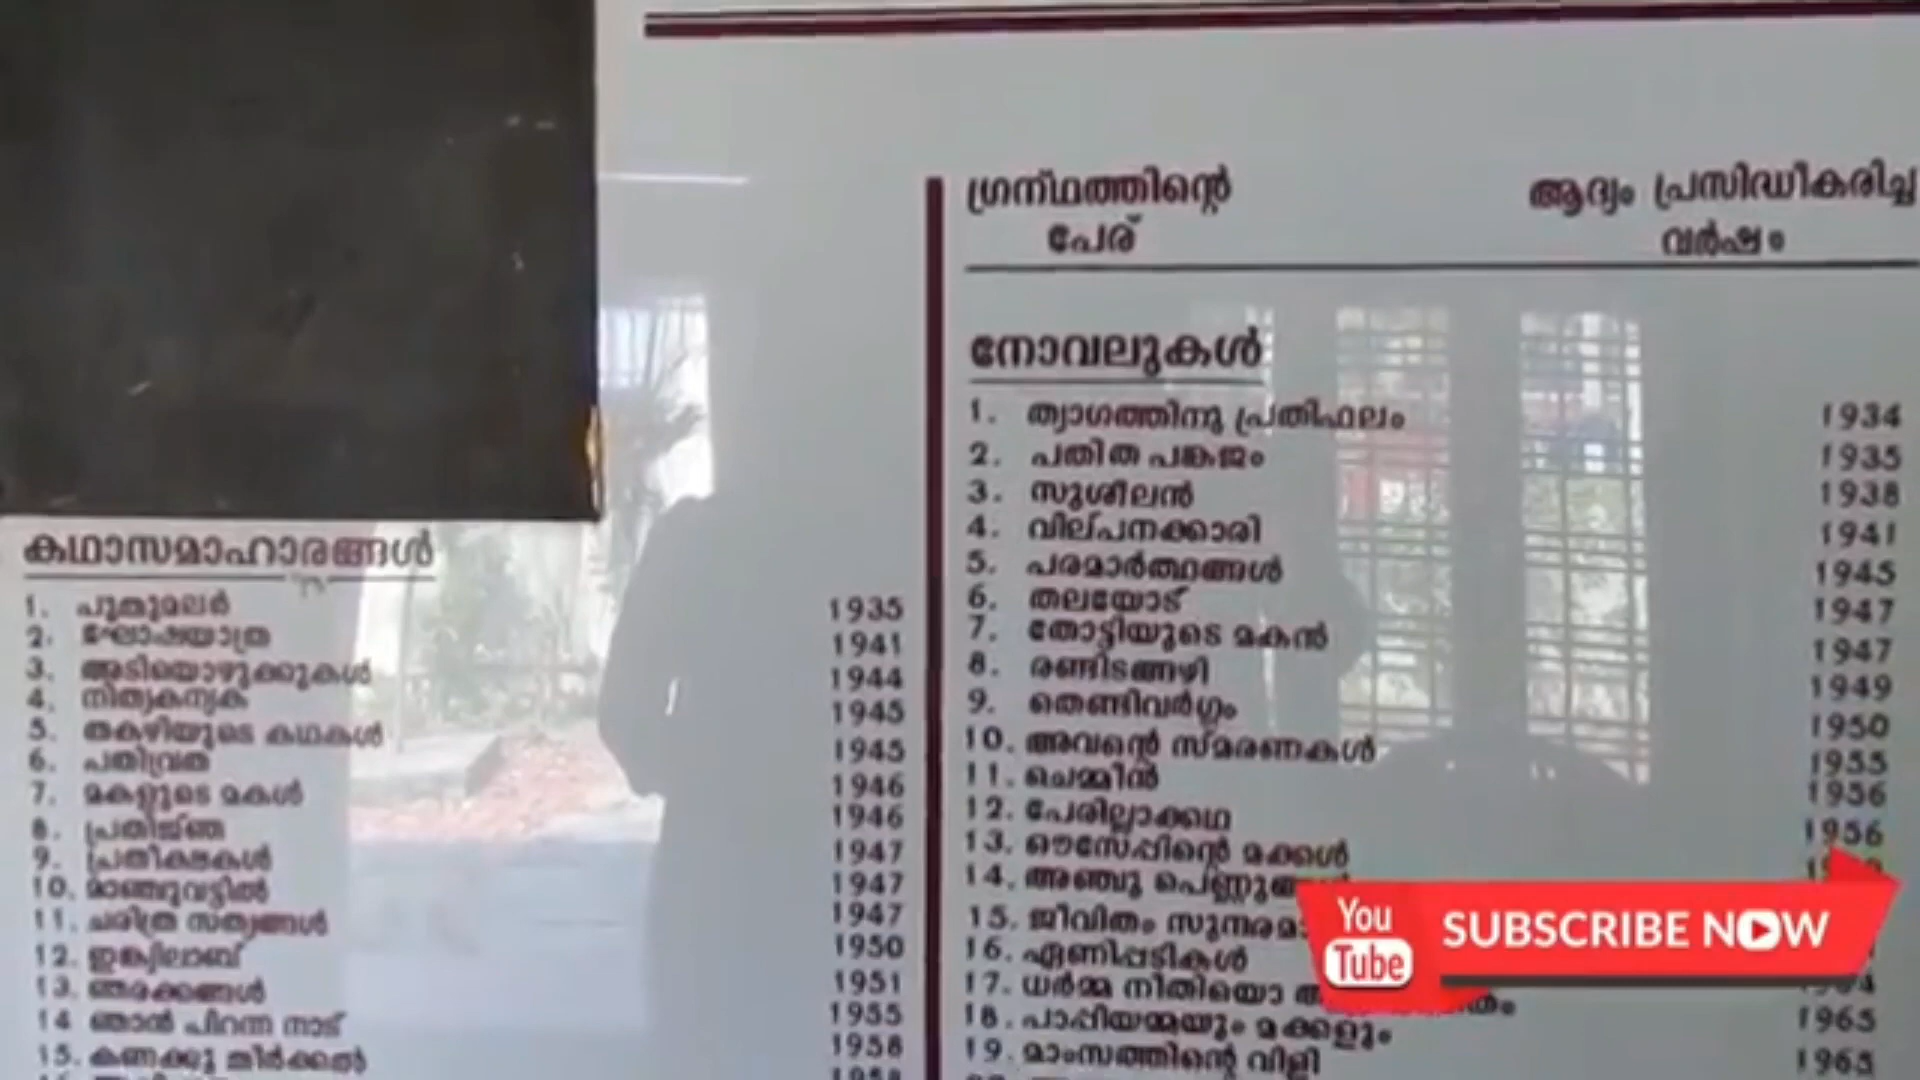 ഗ്രന്ഥത്തിന്റെ പേര്
ആദ്യം പ്രസിദ്ധീകരിച്ച വർഷം
നോവലുകൾ
1. ത്യാഗത്തിനു പ്രതിഫലം 1934
2. പതിത പങ്കജം 1935
3. സുശീലൻ 1938
4. വില്പനക്കാരി 1941
5. പരമാർത്ഥങ്ങൾ 1945
6. തലയോട് 1947
7. തോട്ടിയുടെ മകൻ 1947
8. രണ്ടിടങ്ങഴി 1949
9. തെണ്ടിവർഗ്ഗം 1950
10. അവന്റെ സ്മരണകൾ 1955
11. ചെമ്മീൻ 1956
12. പേരില്ലാക്കഥ 1956
13. ഔസേപ്പിന്റെ മക്കൾ
14. അഞ്ചു
15. ജീവിതം
16. ഏണിപ്പടികൾ
17. ധർമ്മ നീതിയൊ
18. പാപ്പിയമ്മയും മക്കളും 1965
19. മാംസത്തിന്റെ വിളി 1965
കഥാസമാഹാരങ്ങൾ
1. പുതുമലർ 1935
2. ഘോഷയാത്ര 1941
3. അടിയൊഴുക്കുകൾ 1944
4. നിത്യകന്യക 1945
5. തകഴിയുടെ കഥകൾ 1945
6. പതിവ്രത 1946
7. മകളുടെ മകൾ 1946
8. പ്രതിജ്ഞ 1947
9. പ്രതീക്ഷകൾ 1947
10. മാഞ്ചുവട്ടിൽ 1947
11. ചരിത്ര സത്യങ്ങൾ 1950
12. ഇങ്ക്വിലാബ് 1951
13. ഞരക്കങ്ങൾ 1955
14 ഞാൻ പിറന്ന നാട് 1958
15. കണക്കു തീർക്കൽ 1958
You Tube SUBSCRIBE NOW